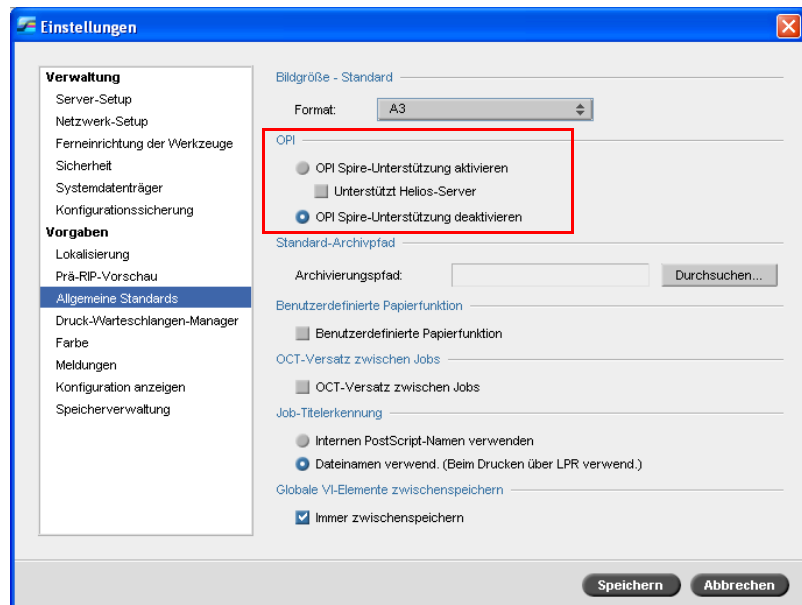 Einstellungen
Verwaltung
Server-Setup
Netzwerk-Setup
Ferneinrichtung der Werkzeuge
Sicherheit
Systemdatenträger
Konfigurationssicherung
Vorgaben
Lokalisierung
Prä-RIP-Vorschau
Allgemeine Standards
Druck-Warteschlangen-Manager
Farbe
Meldungen
Konfiguration anzeigen
Speicherverwaltung
Bildgröße - Standard
Format: A3
OPI
OPI Spire-Unterstützung aktivieren
Unterstützt Helios-Server
OPI Spire-Unterstützung deaktivieren
Standard-Archivpfad
Archivierungspfad: Durchsuchen...
Benutzerdefinierte Papierfunktion
Benutzerdefinierte Papierfunktion
OCT-Versatz zwischen Jobs
OCT-Versatz zwischen Jobs
Job-Titelerkennung
Internen PostScript-Namen verwenden
Dateinamen verwend. (Beim Drucken über LPR verwend.)
Globale VI-Elemente zwischenspeichern
Immer zwischenspeichern
Speichern Abbrechen